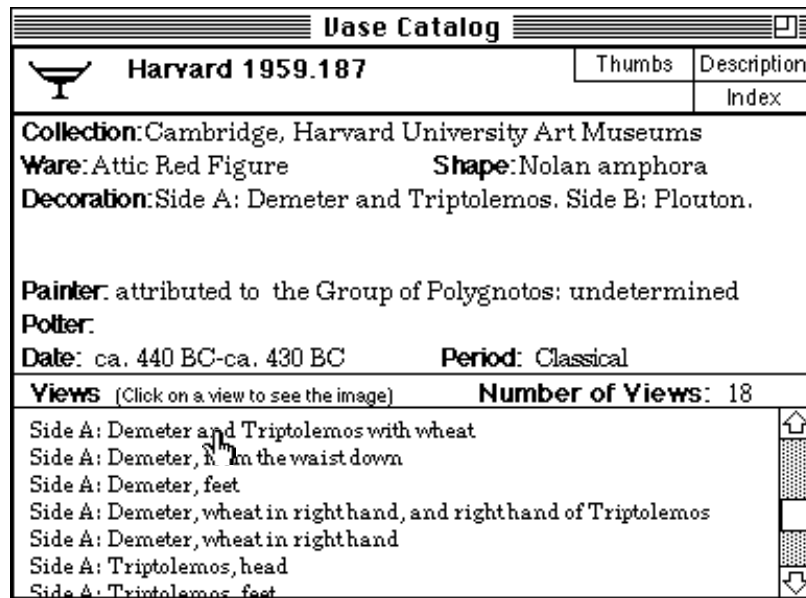 Vase Catalog
Harvard 1959.187
Thumbs
Description
Index
Collection: Cambridge, Harvard University Art Museums
Ware: Attic Red Figure Shape: Nolan amphora
Decoration: Side A: Demeter and Triptolemos. Side B: Plouton.
Painter: attributed to the Group of Polygnotos: undetermined
Potter:
Date: ca. 440 BC-ca. 430 BC Period: Classical
Views (Click on a view to see the image) Number of Views: 18
Side A: Demeter and Triptolemos with wheat
Side A: Demeter, from the waist down
Side A: Demeter, feet
Side A: Demeter, wheat in right hand, and right hand of Triptolemos
Side A: Demeter, wheat in right hand
Side A: Triptolemos, head
Side A: Triptolemos, feet